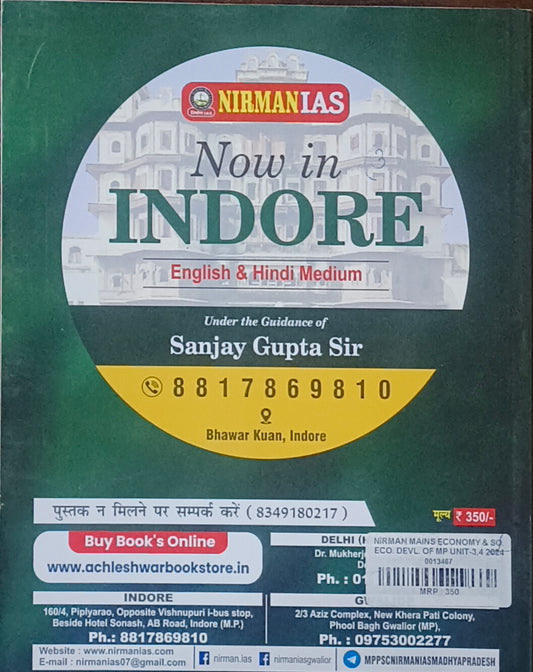 NIRMAN IAS
Now in
INDORE
English & Hindi Medium
Under the Guidance of
Sanjay Gupta Sir
8817869810
Bhawar Kuan, Indore
पुस्तक न मिलने पर सम्पर्क करें ( 8349180217 )
मूल्य ₹ 350/-
Buy Book's Online
www.achleshwarbookstore.in
DELHI
Dr.
Ph. : 01
NIRMAN MAINS ECONOMY & SO
ECO. DEVL. OF MP UNIT-3,4 2024
0013467
MRP : 350
INDORE
160/4, Piplyarao, Opposite Vishnupuri i-bus stop,
Beside Hotel Sonash, AB Road, Indore (M.P.)
Ph.: 8817869810
2/3 Aziz Complex, New Khera Pati Colony,
Phool Bagh Gwalior (MP),
Ph. : 09753002277
Website : www.nirmanias.com
E-mail : nirmanias07@gmail.com
nirman.ias
nirmaniasgwalior
MPPSCNIRMANIASMADHYAPRADESH